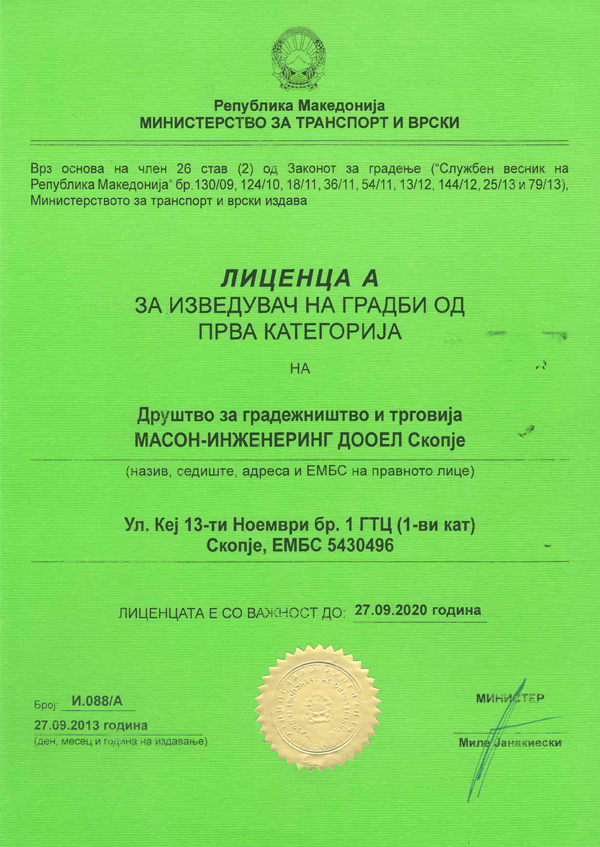 Република Македонија
МИНИСТЕРСТВО ЗА ТРАНСПОРТ И ВРСКИ
Врз основа на член 26 став (2) од Законот за градење (“Службен весник на
Република Македонија“ бр.130/09, 124/10, 18/11, 36/11, 54/11, 13/12, 144/12, 25/13 и 79/13),
Министерството за транспорт и врски издава
ЛИЦЕНЦА А
ЗА ИЗВЕДУВАЧ НА ГРАДБИ ОД
ПРВА КАТЕГОРИЈА
НА
Друштво за градежништво и трговија
МАСОН-ИНЖЕНЕРИНГ ДООЕЛ Скопје
(назив, седиште, адреса и ЕМБС на правното лице)
Ул. Кеј 13-ти Ноември бр. 1 ГТЦ (1-ви кат)
Скопје, ЕМБС 5430496
ЛИЦЕНЦАТА Е СО ВАЖНОСТ ДО: 27.09.2020 година
Број: И.088/А
27.09.2013 година
(ден, месец и година на издавање)
МИНИСТЕР
Миле Јанакиески